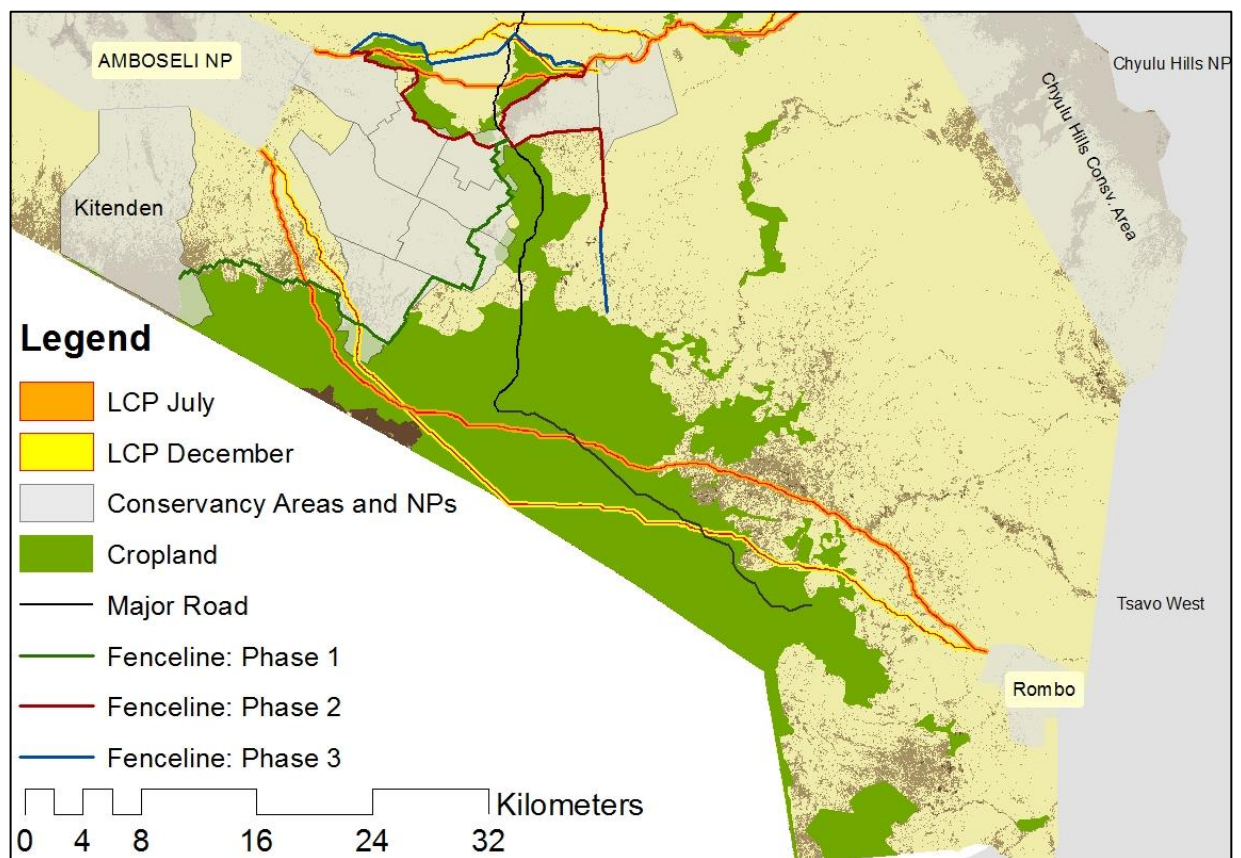 AMBOSELI NP
Chyulu Hills NP
Chyulu Hills Consv. Area
Kitenden
Legend
LCP July
LCP December
Conservancy Areas and NPs
Cropland
Major Road
Fenceline: Phase 1
Fenceline: Phase 2
Fenceline: Phase 3
Tsavo West
Rombo
Kilometers
0 4 8 16 24 32